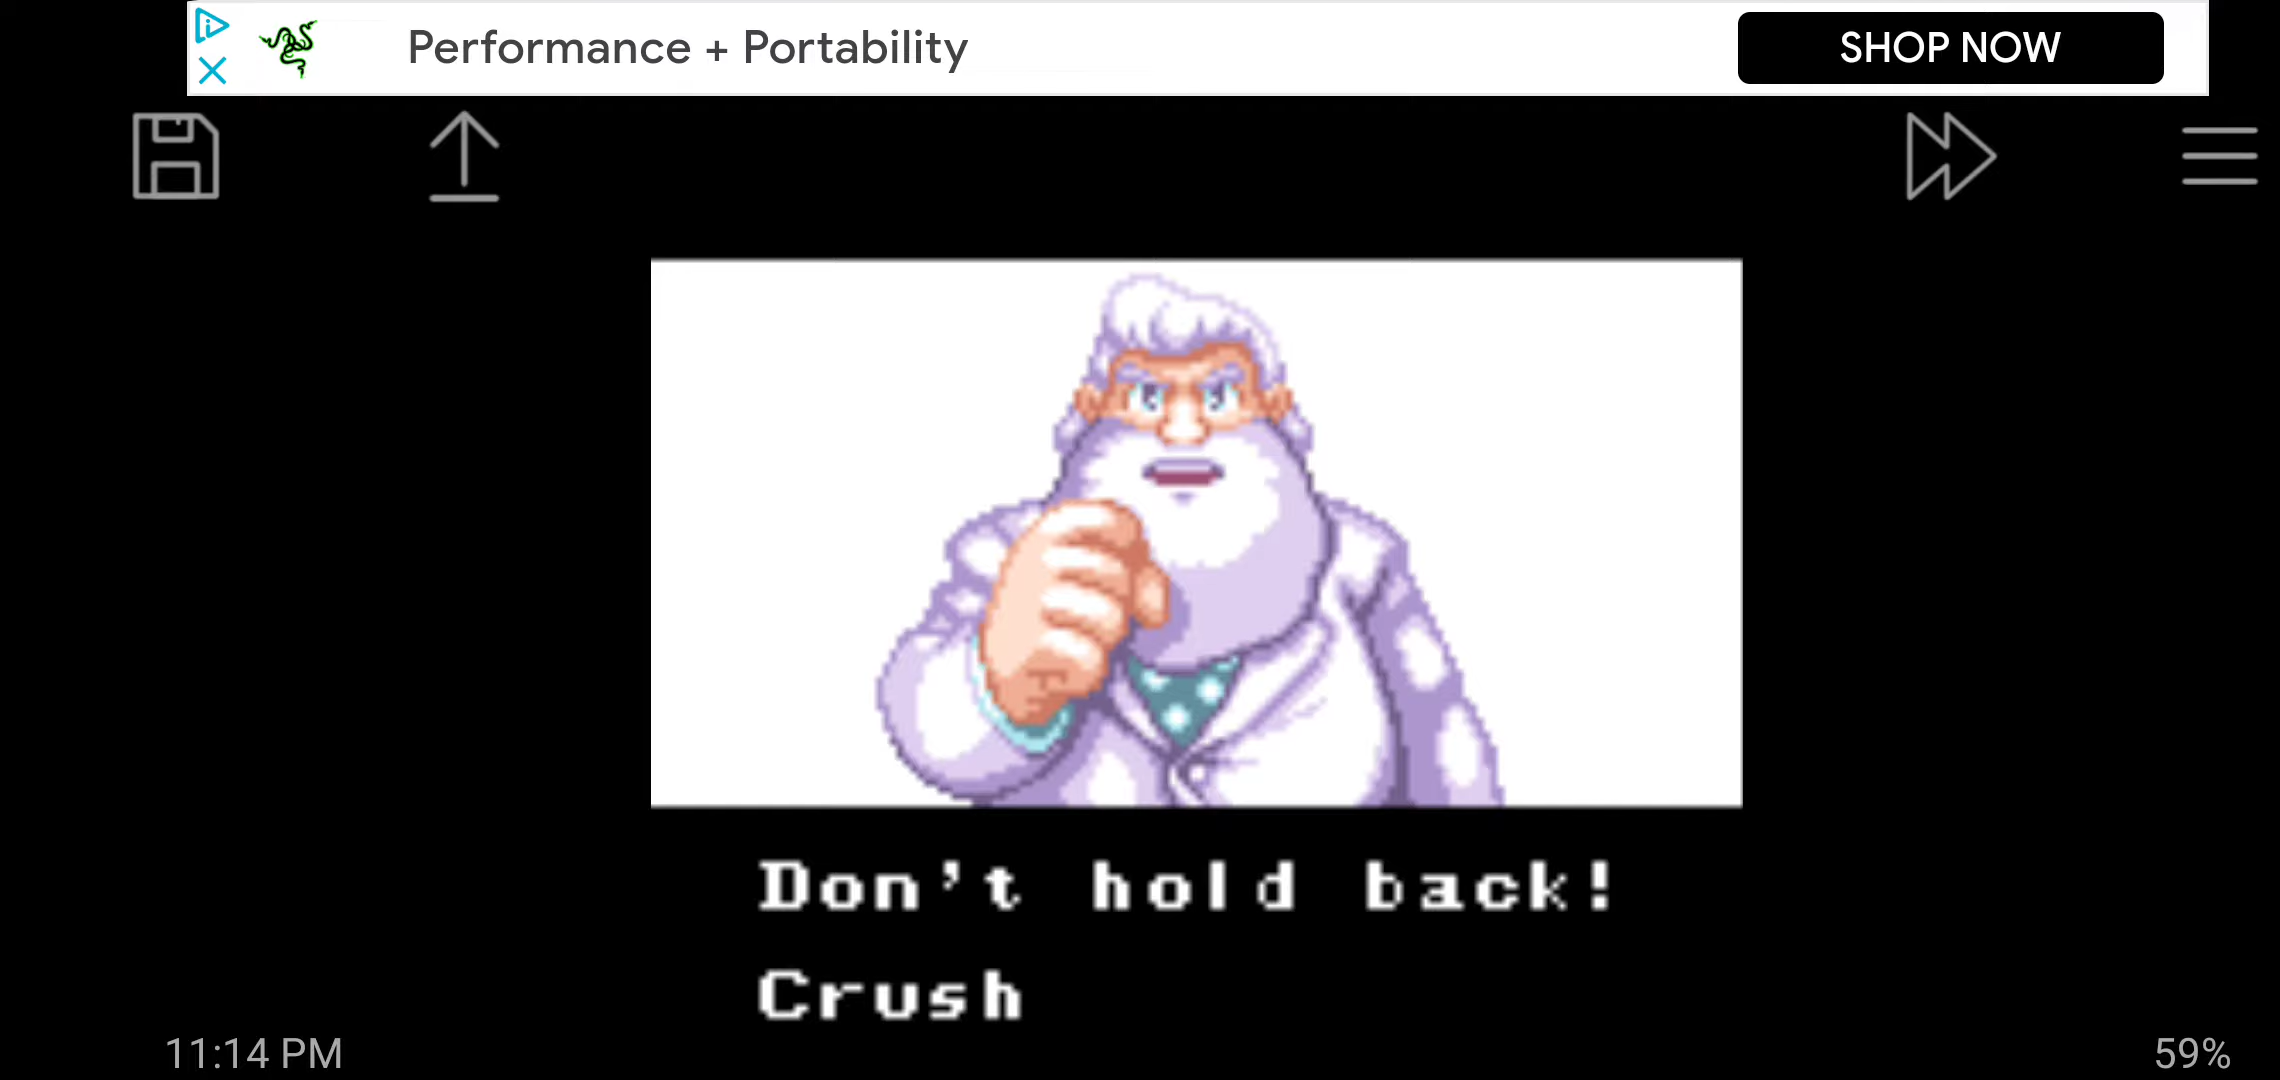 Performance + Portability
SHOP NOW
Don't hold back!
Crush
11:14 PM
59%